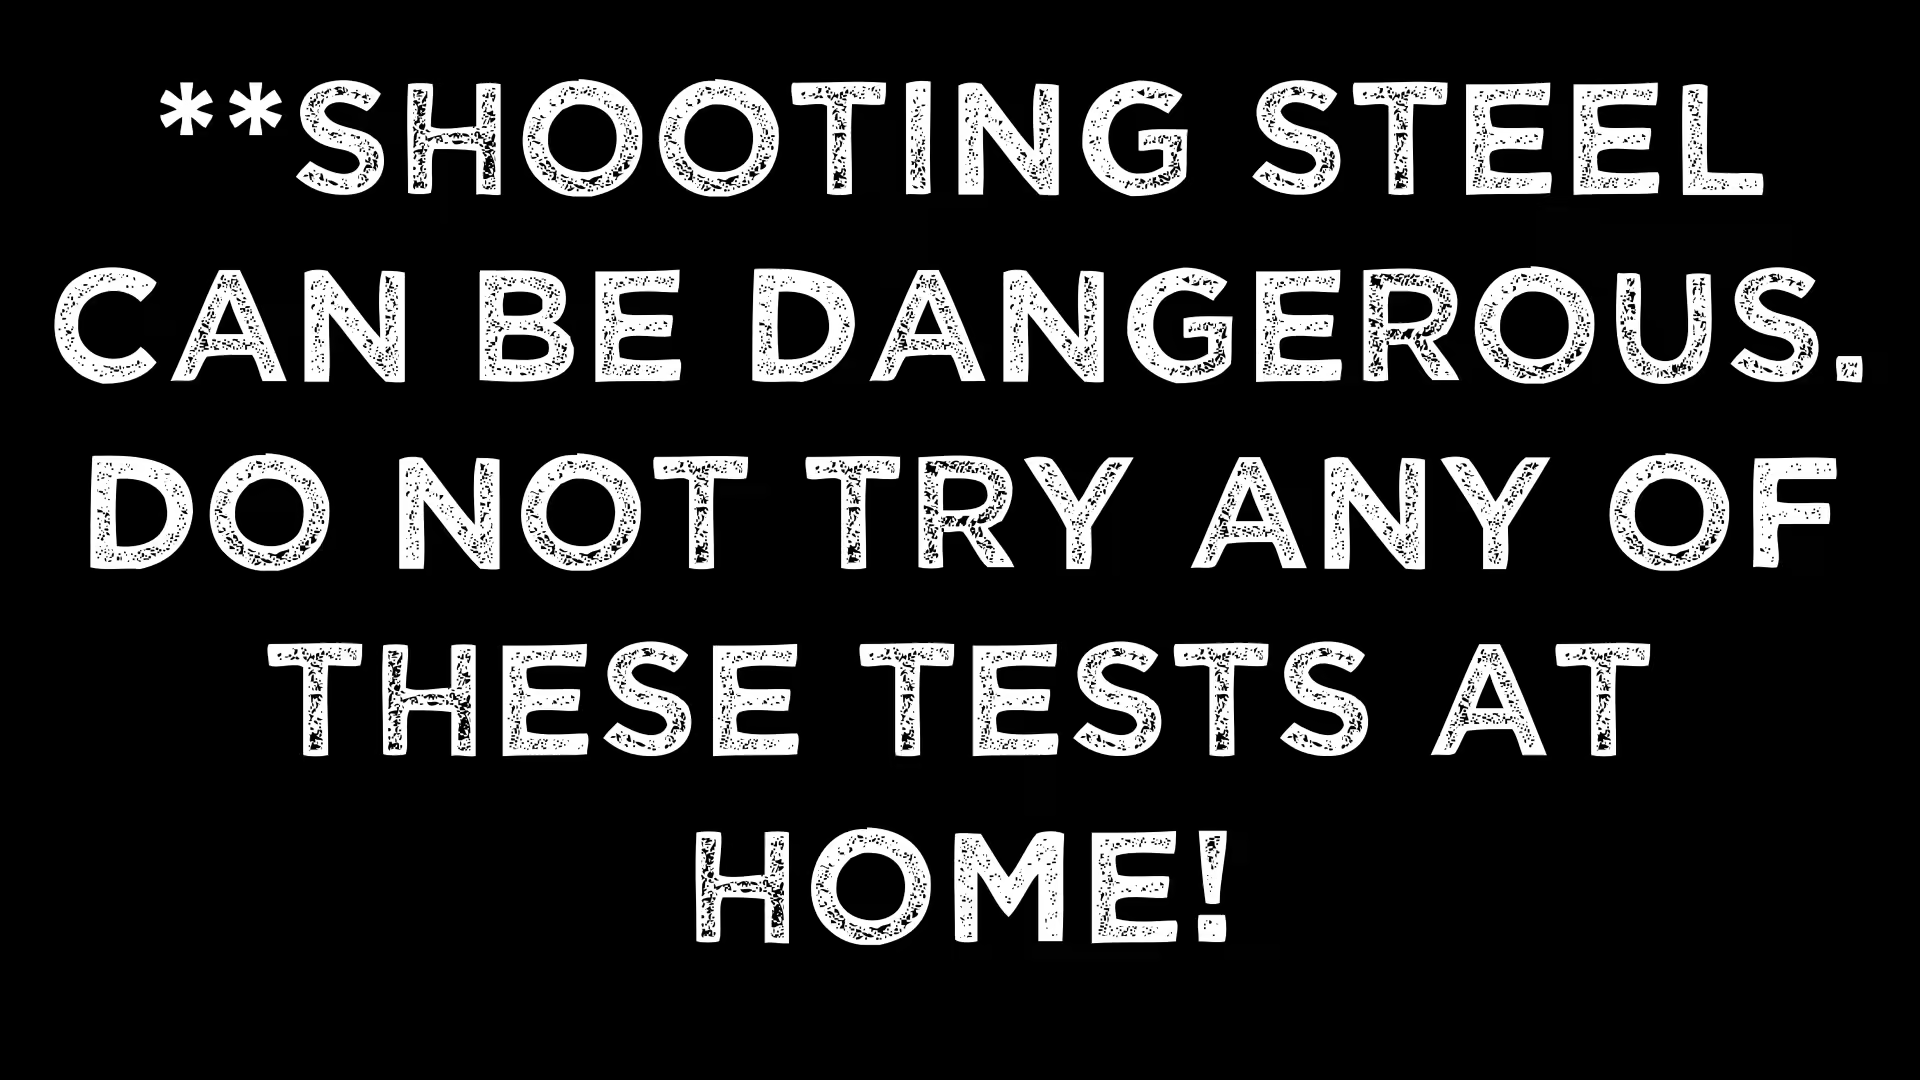 **SHOOTING STEEL
CAN BE DANGEROUS.
DO NOT TRY ANY OF
THESE TESTS AT
HOME!